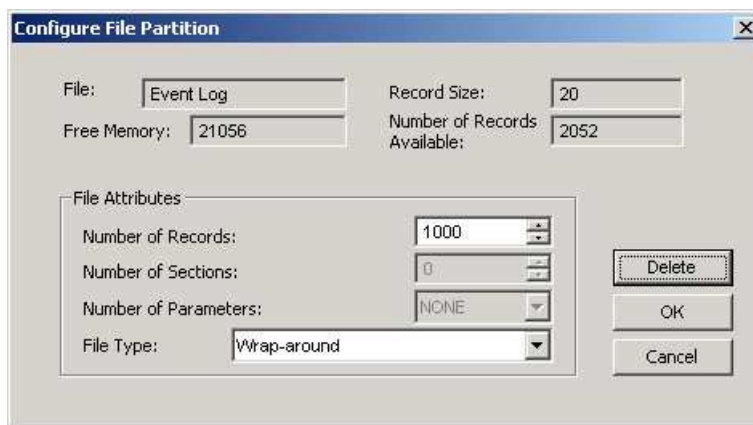 Configure File Partition
File: Event Log
Record Size: 20
Free Memory: 21056
Number of Records Available: 2052
File Attributes
Number of Records: 1000
Number of Sections: 0
Number of Parameters: NONE
File Type: Wrap-around
Delete
OK
Cancel